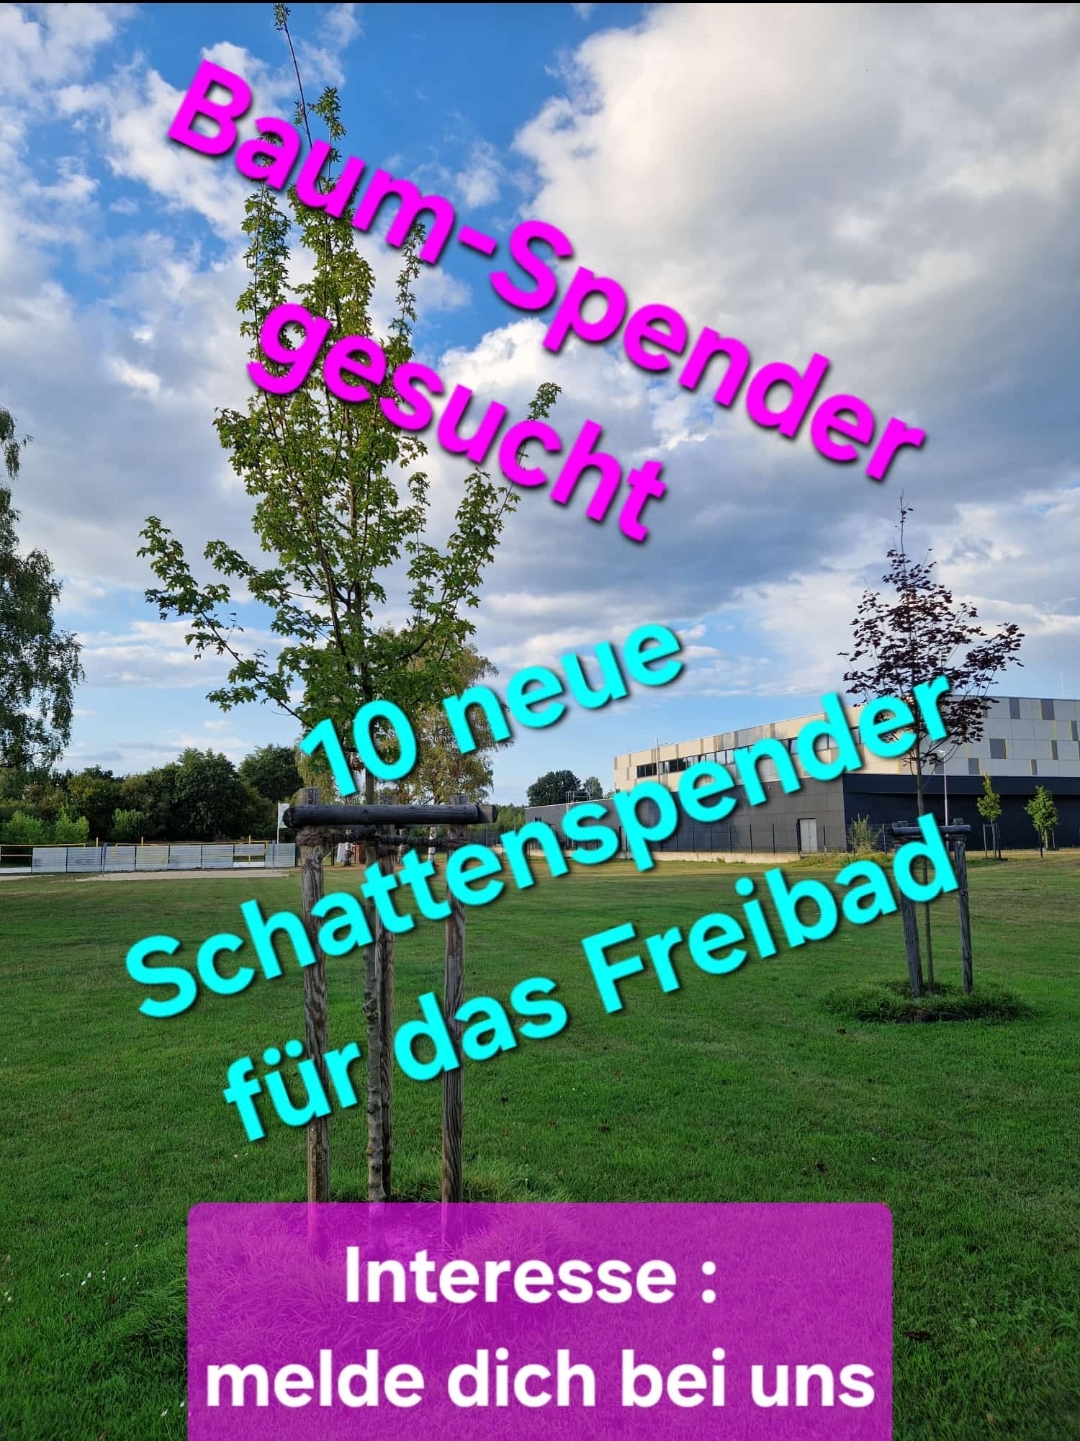 Baum-Spender
gesucht
10 neue
Schattenspender
für das Freibad
Interesse :
melde dich bei uns